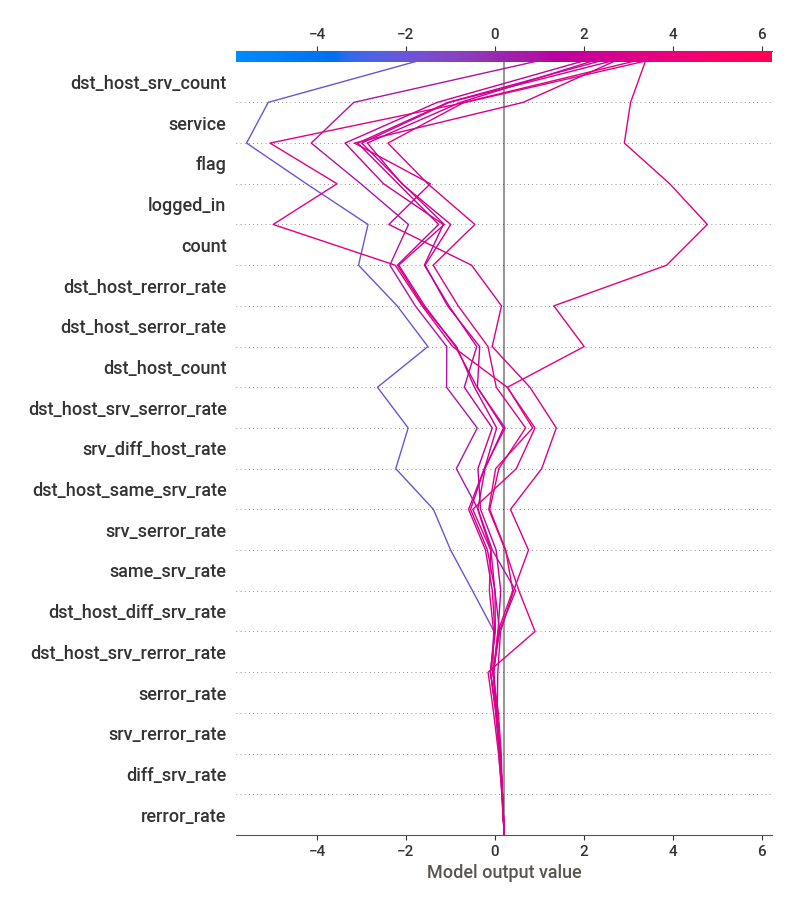 −4 −2 0 2 4 6
dst_host_srv_count
service
flag
logged_in
count
dst_host_rerror_rate
dst_host_serror_rate
dst_host_count
dst_host_srv_serror_rate
srv_diff_host_rate
dst_host_same_srv_rate
srv_serror_rate
same_srv_rate
dst_host_diff_srv_rate
dst_host_srv_rerror_rate
serror_rate
srv_rerror_rate
diff_srv_rate
rerror_rate
−4 −2 0 2 4 6
Model output value